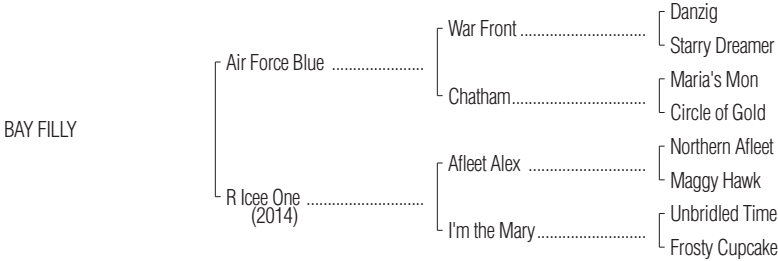 Danzig
War Front ..............................
Starry Dreamer
Air Force Blue ......................
Maria's Mon
Chatham................................
Circle of Gold
BAY FILLY
Northern Afleet
Afleet Alex ............................
Maggy Hawk
R Icee One ............................
(2014)
Unbridled Time
I'm the Mary..........................
Frosty Cupcake